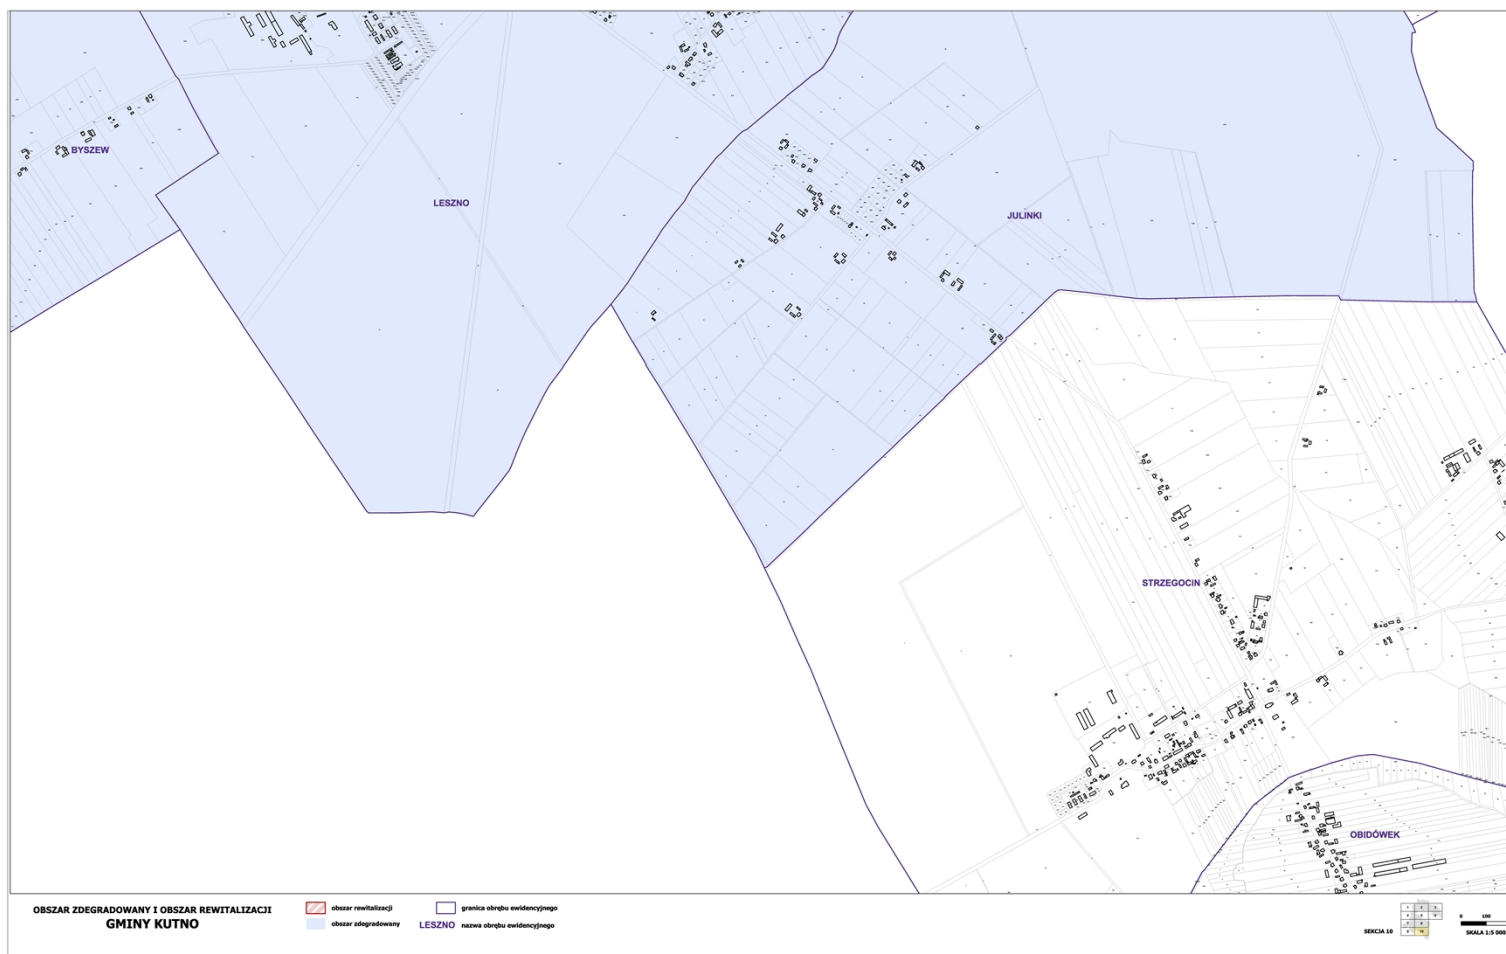 BYSZEW
LESZNO
JULINKI
STRZEGOCIN
OBIDÓWEK
OBSZAR ZDEGRADOWANY I OBSZAR REWITALIZACJI
GMINY KUTNO
obszar rewitalizacji
obszar zdegradowany
granica obrębu ewidencyjnego
LESZNO nazwa obrębu ewidencyjnego
SEKCJA 10
0 100
SKALA 1:5 000